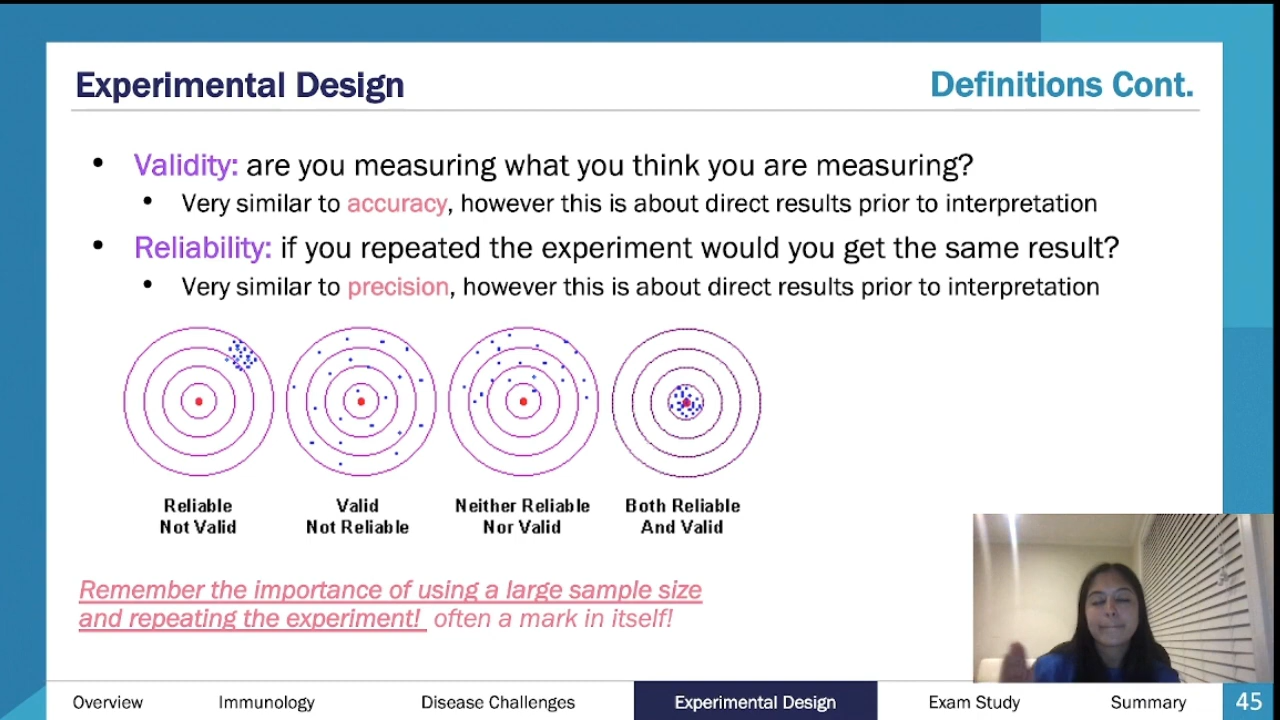 Experimental Design
Definitions Cont.
• Validity: are you measuring what you think you are measuring?
• Very similar to accuracy, however this is about direct results prior to interpretation
• Reliability: if you repeated the experiment would you get the same result?
• Very similar to precision, however this is about direct results prior to interpretation
Reliable
Not Valid
Valid
Not Reliable
Neither Reliable
Nor Valid
Both Reliable
And Valid
Remember the importance of using a large sample size
and repeating the experiment! often a mark in itself!
Overview
Immunology
Disease Challenges
Experimental Design
Exam Study
Summary
45